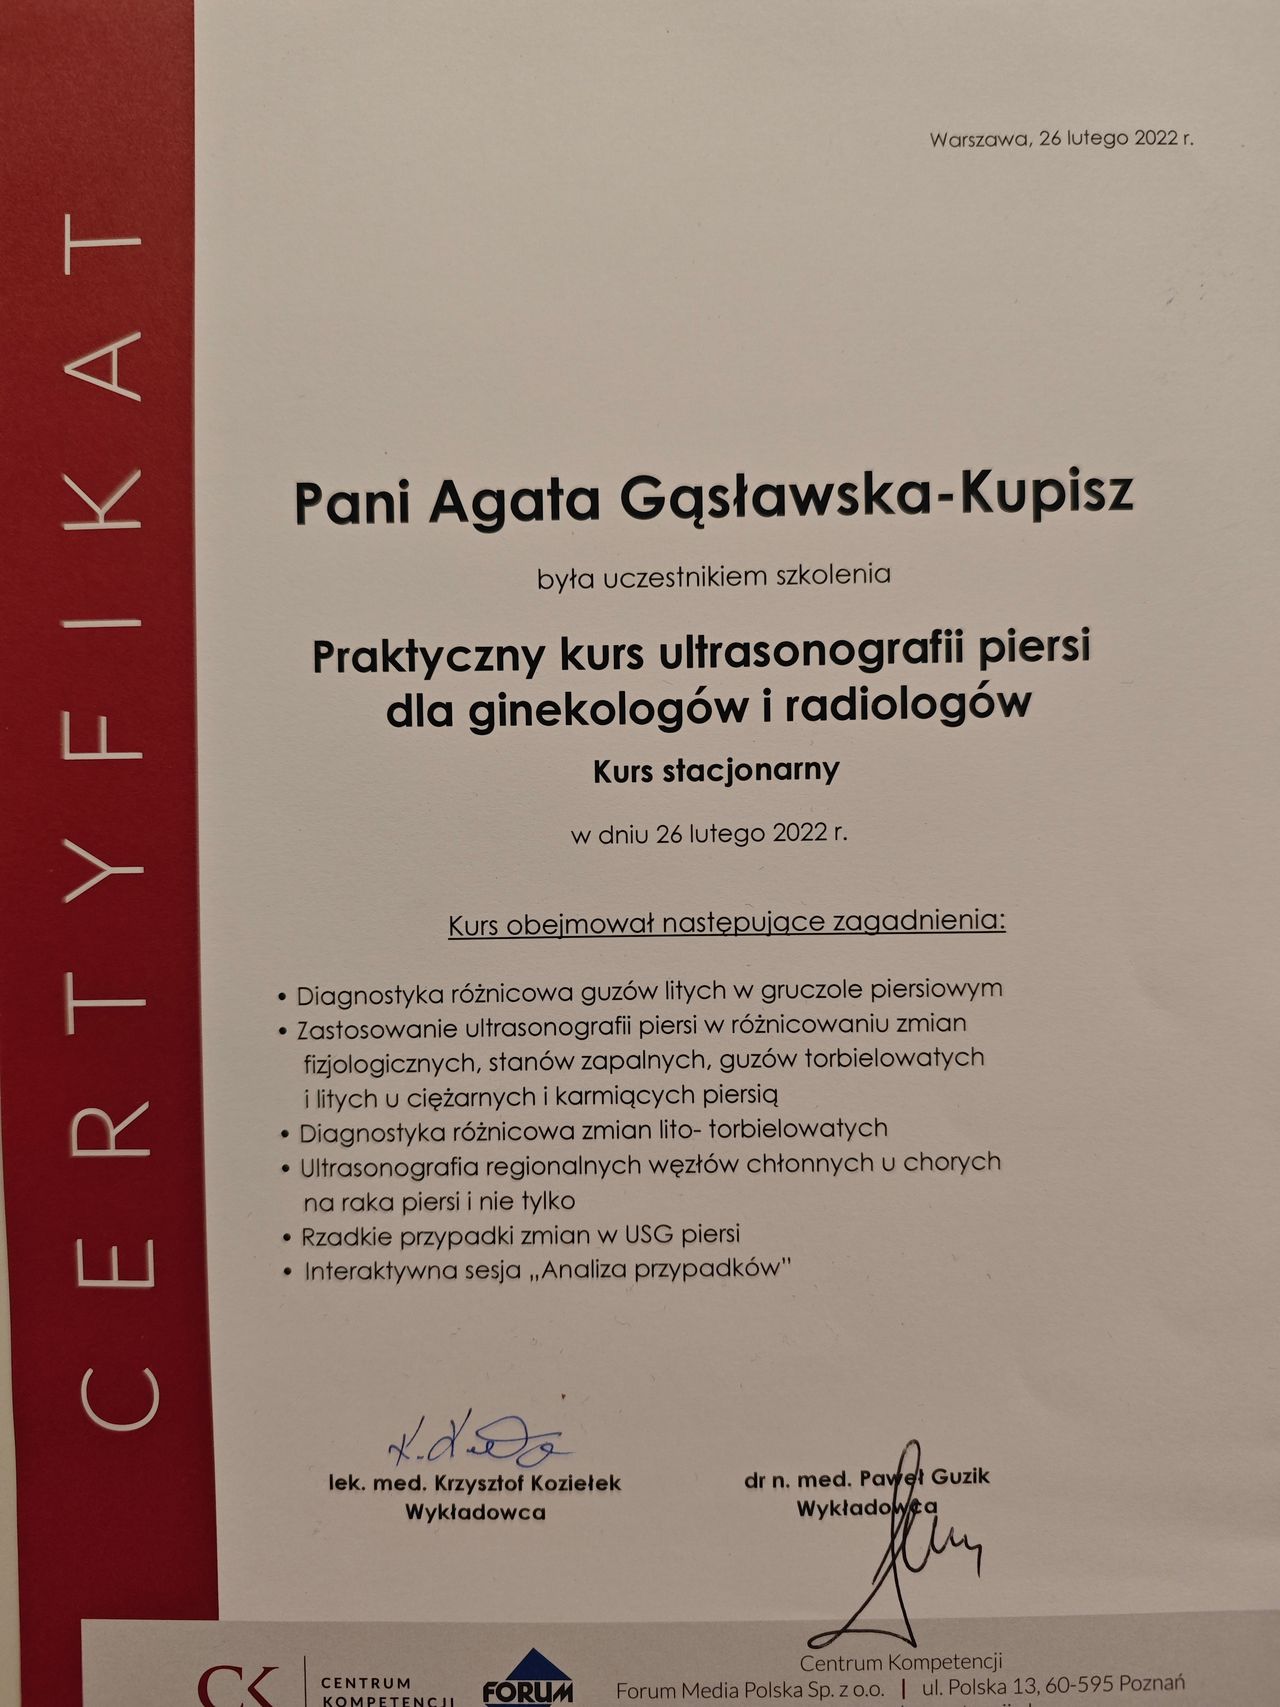 CERTYFIKAT
Warszawa, 26 lutego 2022 r.
Pani Agata Gąsławska-Kupisz
była uczestnikiem szkolenia
Praktyczny kurs ultrasonografii piersi
dla ginekologów i radiologów
Kurs stacjonarny
w dniu 26 lutego 2022 r.
Kurs obejmował następujące zagadnienia:
• Diagnostyka różnicowa guzów litych w gruczole piersiowym
• Zastosowanie ultrasonografii piersi w różnicowaniu zmian
fizjologicznych, stanów zapalnych, guzów torbielowatych
i litych u ciężarnych i karmiących piersią
• Diagnostyka różnicowa zmian lito- torbielowatych
• Ultrasonografia regionalnych węzłów chłonnych u chorych
na raka piersi i nie tylko
• Rzadkie przypadki zmian w USG piersi
• Interaktywna sesja „Analiza przypadków"
lek. med. Krzysztof Koziełek
Wykładowca
dr n. med. Paweł Guzik
Wykładowca
CK
CENTRUM
KOMPETENCJI
FORUM
Centrum Kompetencji
Forum Media Polska Sp. z o.o. | ul. Polska 13, 60-595 Poznań